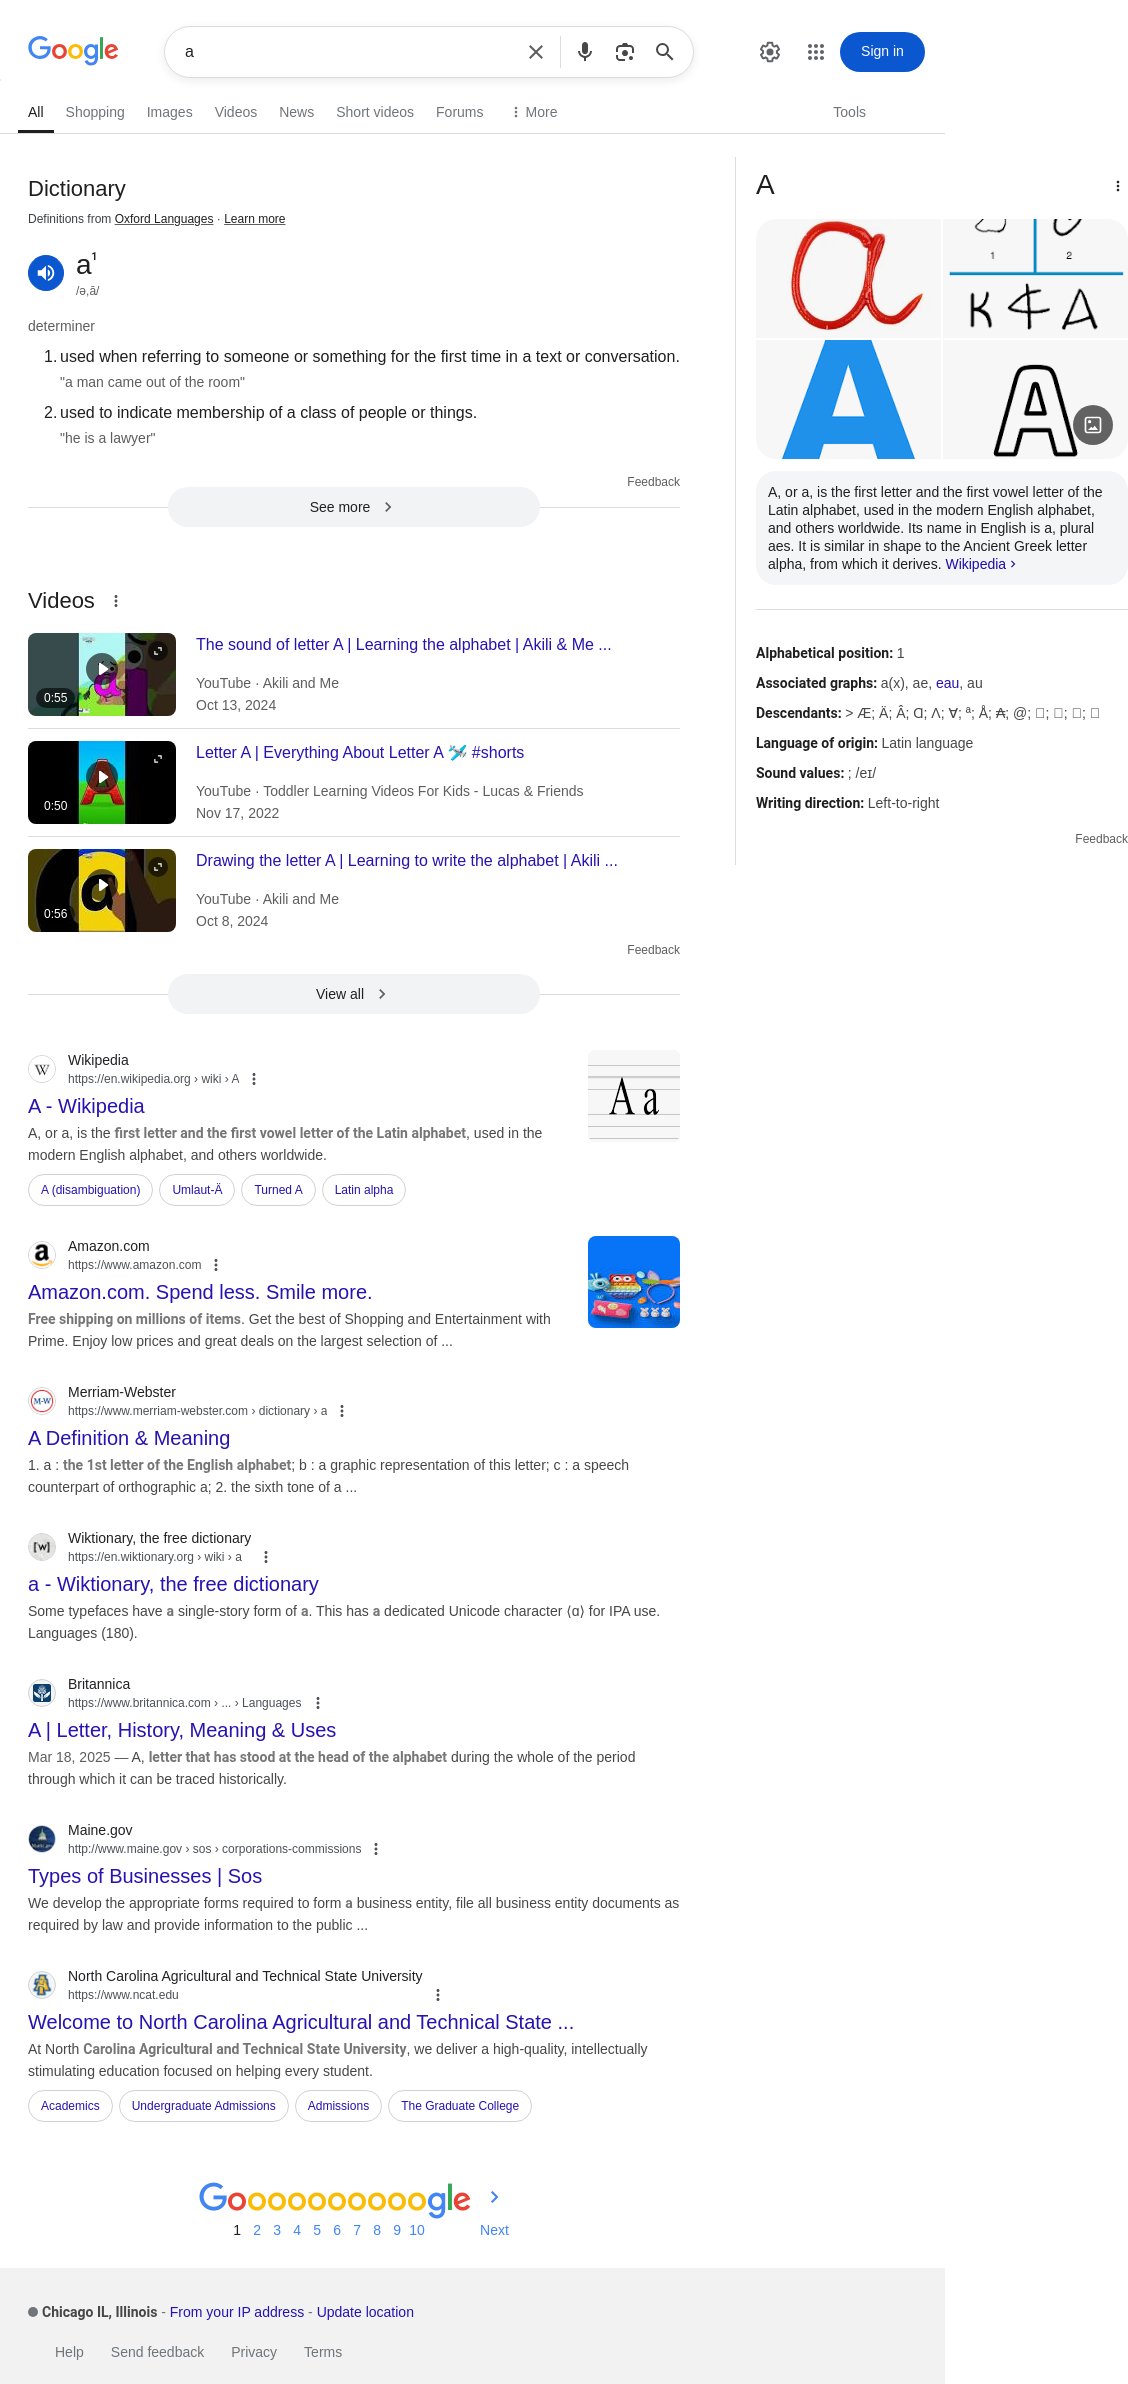 Google
a
Sign in
All
Shopping
Images
Videos
News
Short videos
Forums
More
Tools
Dictionary
Definitions from Oxford Languages · Learn more
a¹
/ə,ā/
determiner
1. used when referring to someone or something for the first time in a text or conversation.
"a man came out of the room"
2. used to indicate membership of a class of people or things.
"he is a lawyer"
Feedback
See more
Videos
0:55
The sound of letter A | Learning the alphabet | Akili & Me ...
YouTube · Akili and Me
Oct 13, 2024
0:50
Letter A | Everything About Letter A 🛩️ #shorts
YouTube · Toddler Learning Videos For Kids - Lucas & Friends
Nov 17, 2022
0:56
Drawing the letter A | Learning to write the alphabet | Akili ...
YouTube · Akili and Me
Oct 8, 2024
Feedback
View all
Wikipedia
https://en.wikipedia.org › wiki › A
A - Wikipedia
A, or a, is the first letter and the first vowel letter of the Latin alphabet, used in the
modern English alphabet, and others worldwide.
A a
A (disambiguation)
Umlaut-Ä
Turned A
Latin alpha
Amazon.com
https://www.amazon.com
Amazon.com. Spend less. Smile more.
Free shipping on millions of items. Get the best of Shopping and Entertainment with
Prime. Enjoy low prices and great deals on the largest selection of ...
Merriam-Webster
https://www.merriam-webster.com › dictionary › a
A Definition & Meaning
1. a : the 1st letter of the English alphabet; b : a graphic representation of this letter; c : a speech
counterpart of orthographic a; 2. the sixth tone of a ...
Wiktionary, the free dictionary
https://en.wiktionary.org › wiki › a
a - Wiktionary, the free dictionary
Some typefaces have a single-story form of a. This has a dedicated Unicode character ⟨ɑ⟩ for IPA use.
Languages (180).
Britannica
https://www.britannica.com › ... › Languages
A | Letter, History, Meaning & Uses
Mar 18, 2025 — A, letter that has stood at the head of the alphabet during the whole of the period
through which it can be traced historically.
Maine.gov
http://www.maine.gov › sos › corporations-commissions
Types of Businesses | Sos
We develop the appropriate forms required to form a business entity, file all business entity documents as
required by law and provide information to the public ...
North Carolina Agricultural and Technical State University
https://www.ncat.edu
Welcome to North Carolina Agricultural and Technical State ...
At North Carolina Agricultural and Technical State University, we deliver a high-quality, intellectually
stimulating education focused on helping every student.
Academics
Undergraduate Admissions
Admissions
The Graduate College
A
a
1
2
A
A
A, or a, is the first letter and the first vowel letter of the
Latin alphabet, used in the modern English alphabet,
and others worldwide. Its name in English is a, plural
aes. It is similar in shape to the Ancient Greek letter
alpha, from which it derives. Wikipedia
Alphabetical position: 1
Associated graphs: a(x), ae, eau, au
Descendants: > Æ; Ä; Â; Ɑ; Λ; Ɐ; ª; Å; ₳; @; □; □; □; □
Language of origin: Latin language
Sound values: ; /eɪ/
Writing direction: Left-to-right
Feedback
Goooooooooogle
1 2 3 4 5 6 7 8 9 10 Next
Chicago IL, Illinois - From your IP address - Update location
Help
Send feedback
Privacy
Terms